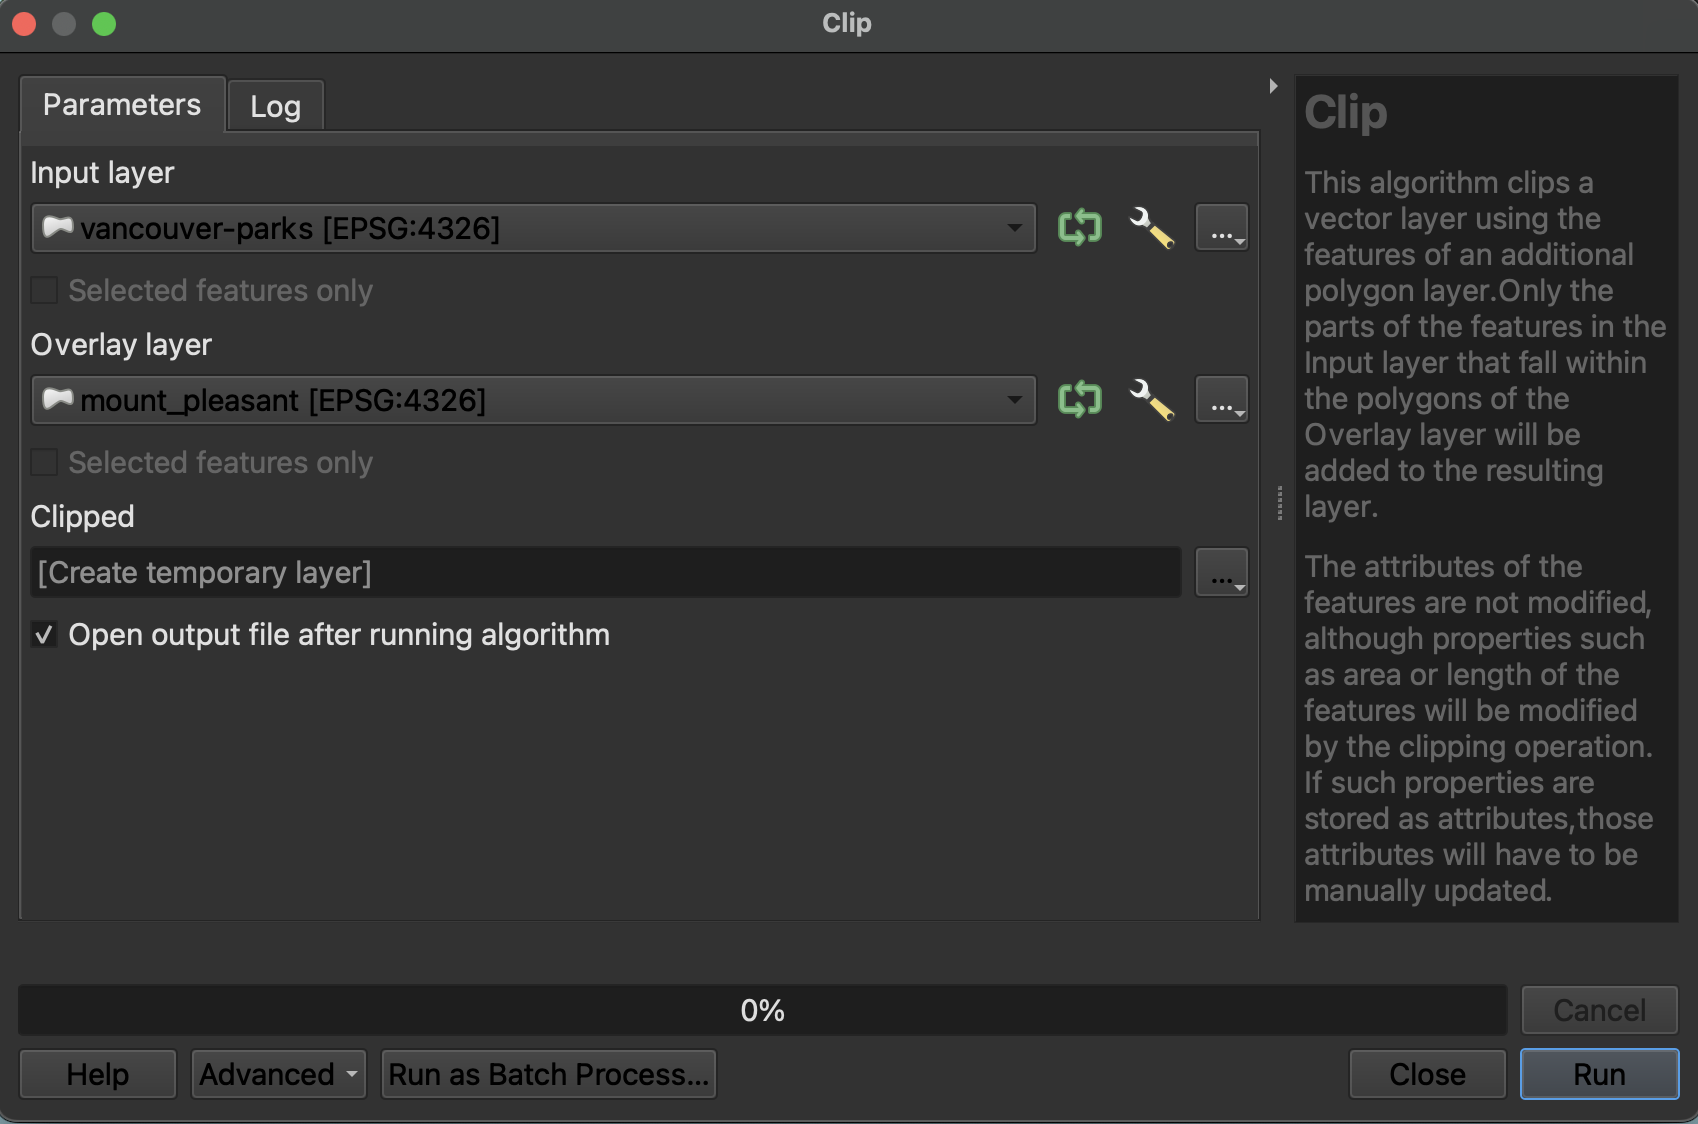 Clip
Parameters
Log
Input layer
vancouver-parks [EPSG:4326]
...
Selected features only
Overlay layer
mount_pleasant [EPSG:4326]
...
Selected features only
Clipped
[Create temporary layer]
...
Open output file after running algorithm
Clip
This algorithm clips a
vector layer using the
features of an additional
polygon layer.Only the
parts of the features in the
Input layer that fall within
the polygons of the
Overlay layer will be
added to the resulting
layer.
The attributes of the
features are not modified,
although properties such
as area or length of the
features will be modified
by the clipping operation.
If such properties are
stored as attributes,those
attributes will have to be
manually updated.
0%
Cancel
Help
Advanced
Run as Batch Process...
Close
Run